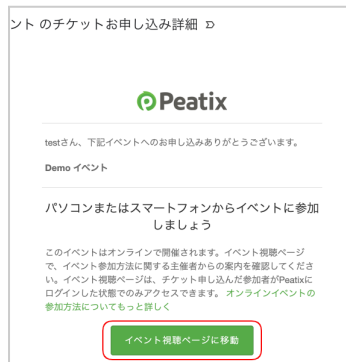 ント のチケットお申し込み詳細
Peatix
testさん、下記イベントへのお申し込みありがとうございます。
Demo イベント
パソコンまたはスマートフォンからイベントに参加
しましょう
このイベントはオンラインで開催されます。イベント視聴ページ
で、イベント参加方法に関する主催者からの案内を確認してくださ
い。イベント視聴ページは、チケット申し込んだ参加者がPeatixに
ログインした状態でのみアクセスできます。 オンラインイベントの
参加方法についてもっと詳しく
イベント視聴ページに移動